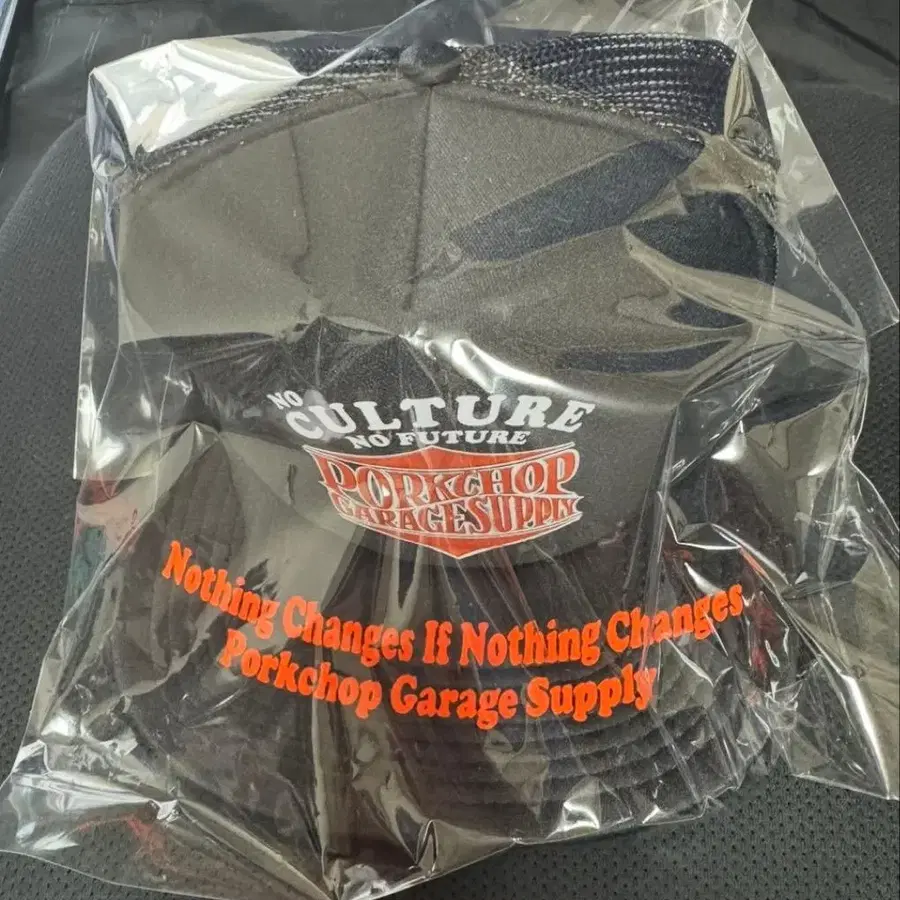 NO
CULTURE
NO FUTURE
PORKCHOP
GARAGE SUPPLY
Nothing Changes If Nothing Changes
Porkchop Garage Supply